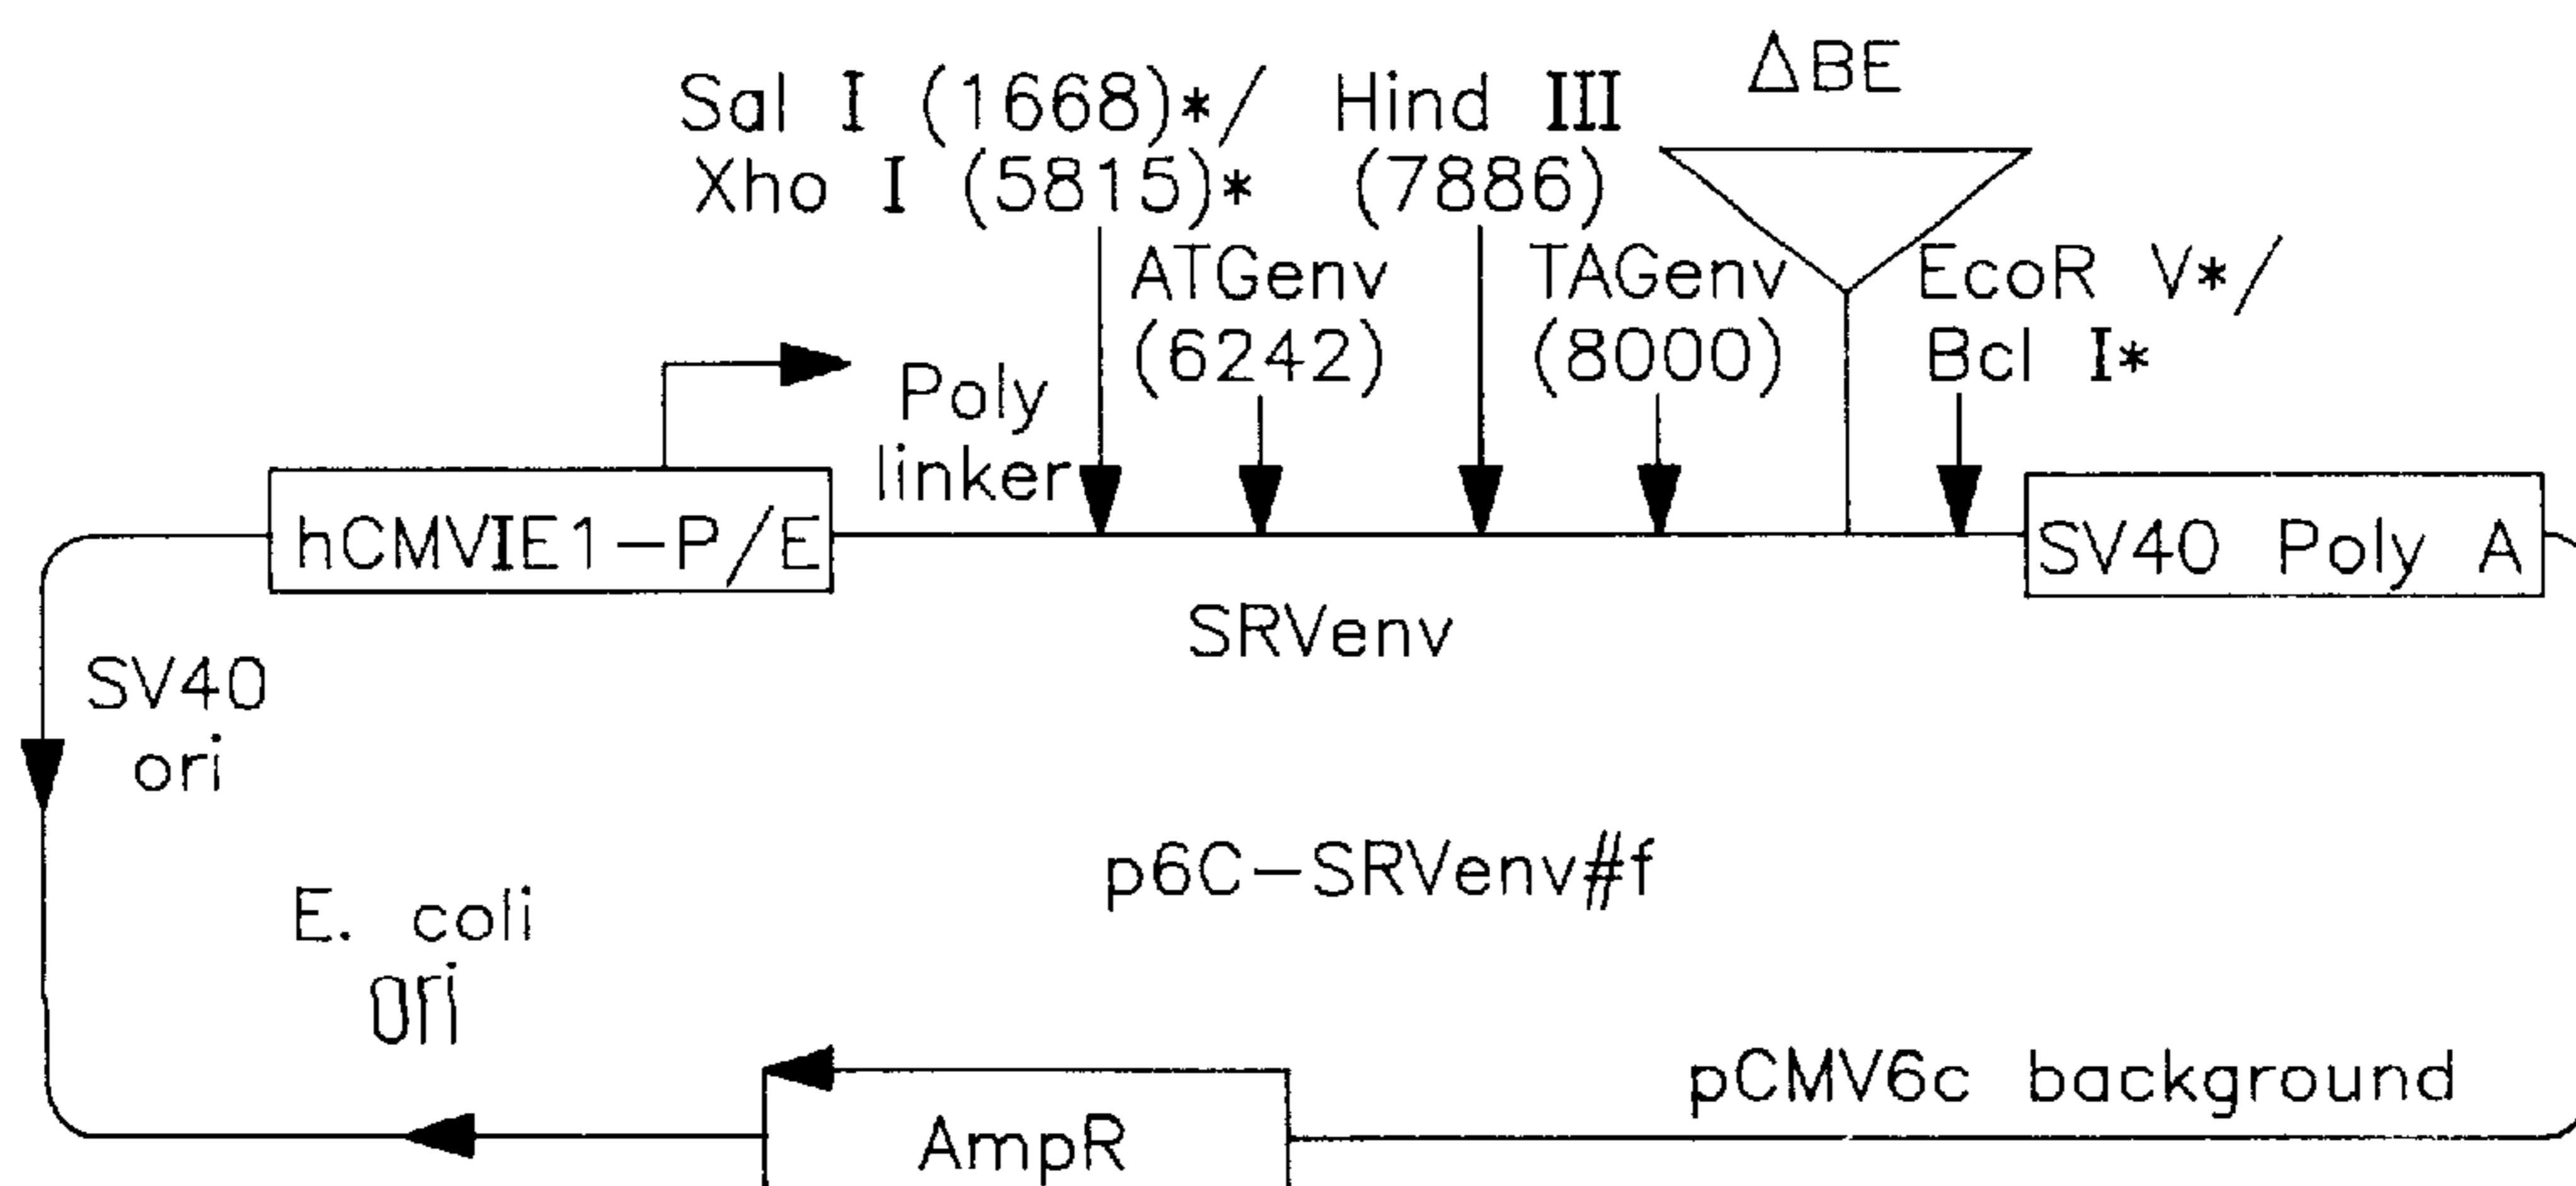 Sal I (1668)*/
Xho I (5815)*
Hind III
(7886)
ΔBE
ATGenv
(6242)
TAGenv
(8000)
EcoR V*/
Bcl I*
Poly
linker
hCMVIE1-P/E
SV40 Poly A
SRVenv
SV40
ori
p6C-SRVenv#f
E. coli
ori
pCMV6c background
AmpR